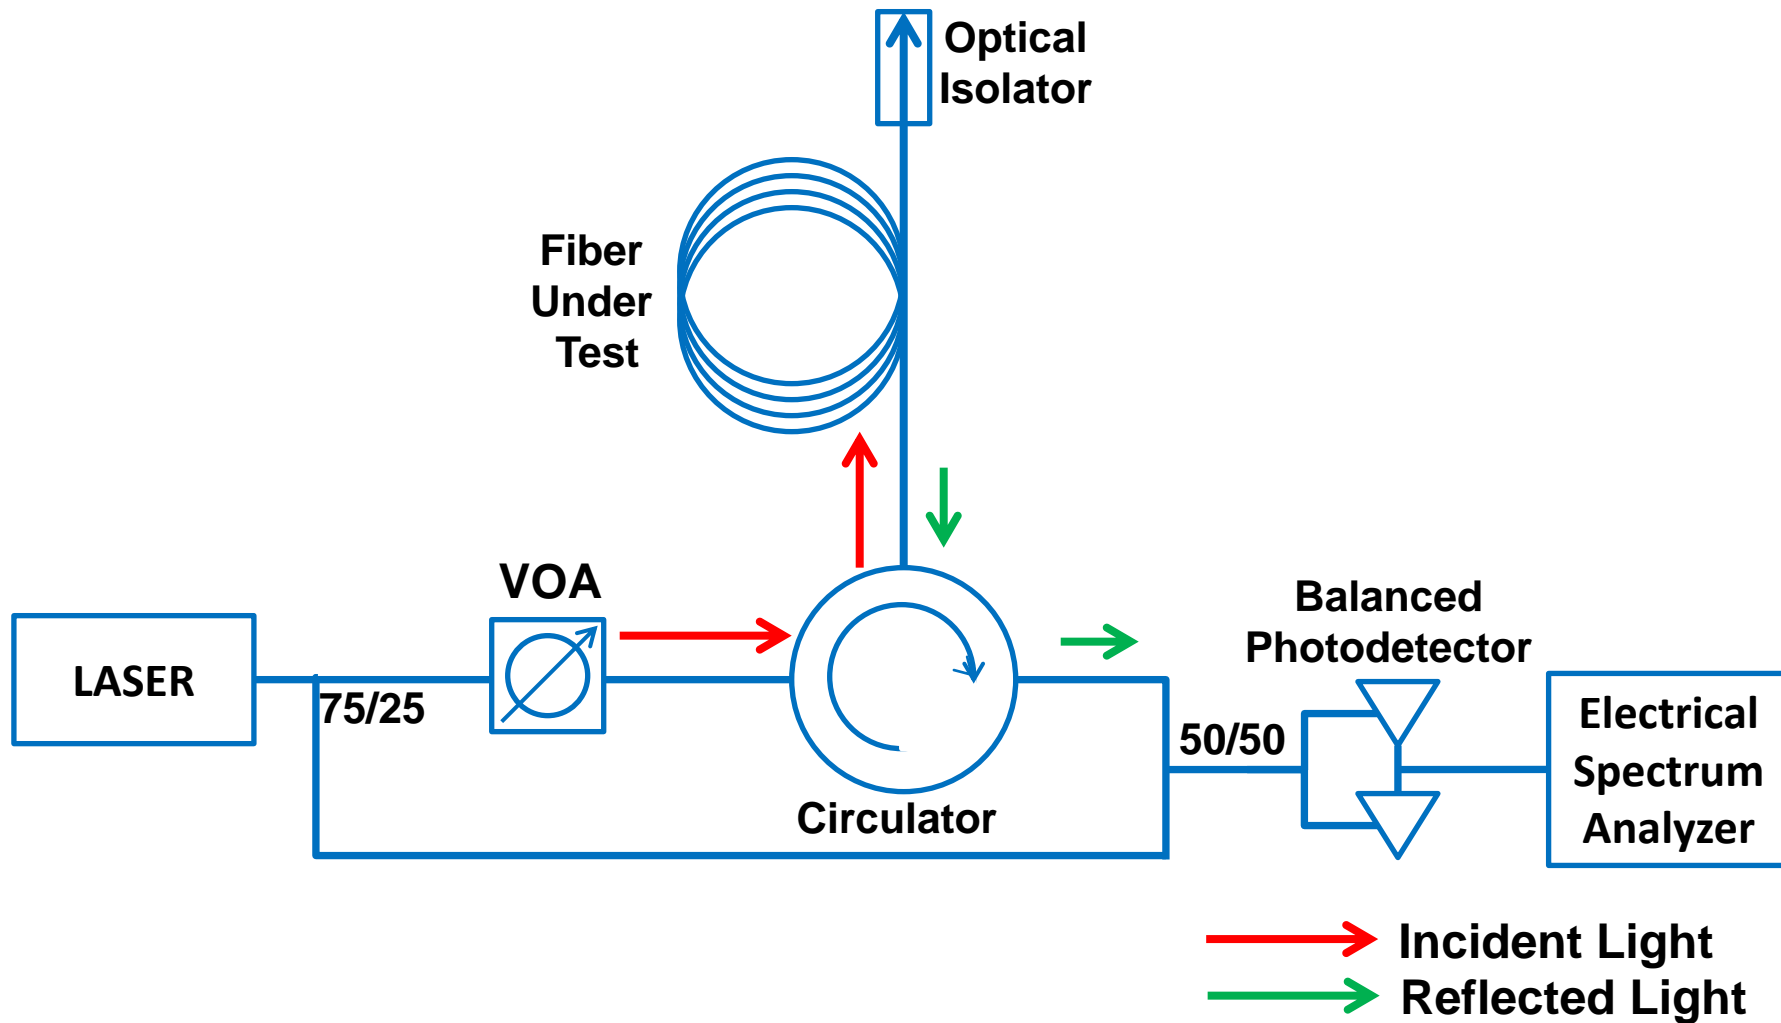 Optical
Isolator
Fiber
Under
Test
VOA
LASER
75/25
Circulator
50/50
Balanced
Photodetector
Electrical
Spectrum
Analyzer
Incident Light
Reflected Light